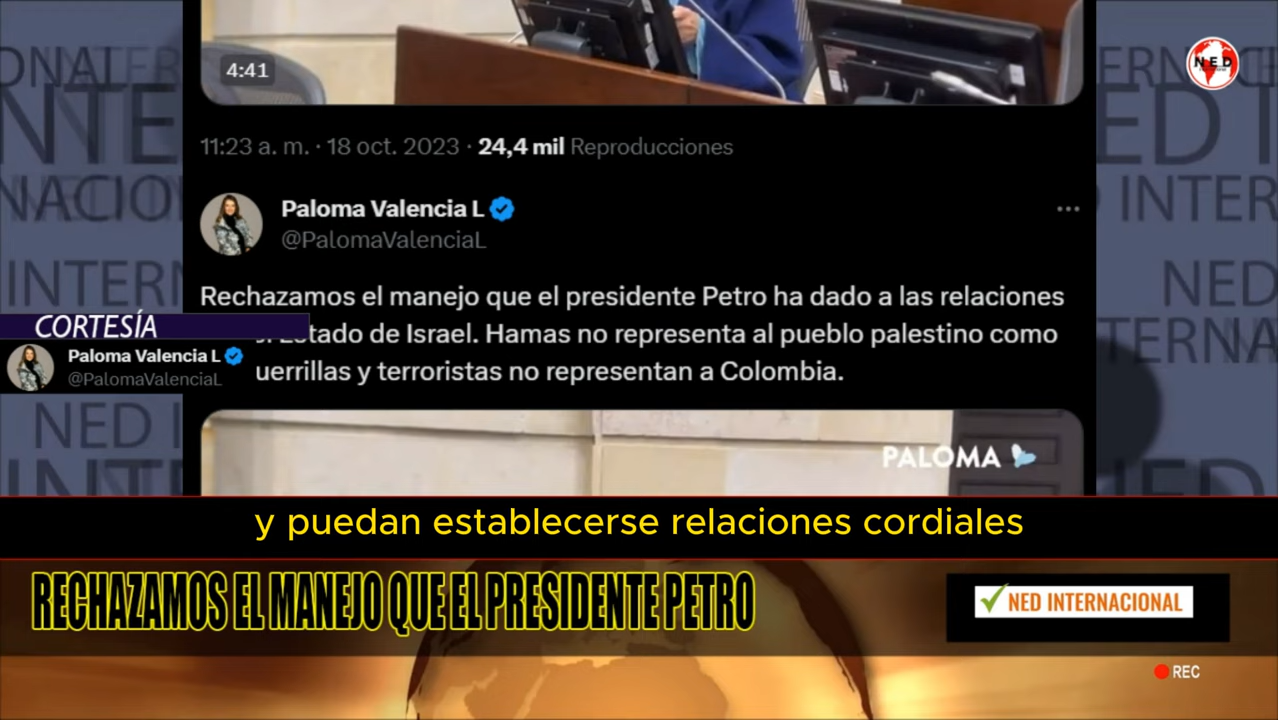 4:41
NED
11:23 a. m. · 18 oct. 2023 · 24,4 mil Reproducciones
Paloma Valencia L
@PalomaValenciaL
Rechazamos el manejo que el presidente Petro ha dado a las relaciones
Estado de Israel. Hamas no representa al pueblo palestino como
uerrillas y terroristas no representan a Colombia.
CORTESÍA
Paloma Valencia L
@PalomaValenciaL
PALOMA
y puedan establecerse relaciones cordiales
RECHAZAMOS EL MANEJO QUE EL PRESIDENTE PETRO
NED INTERNACIONAL
REC